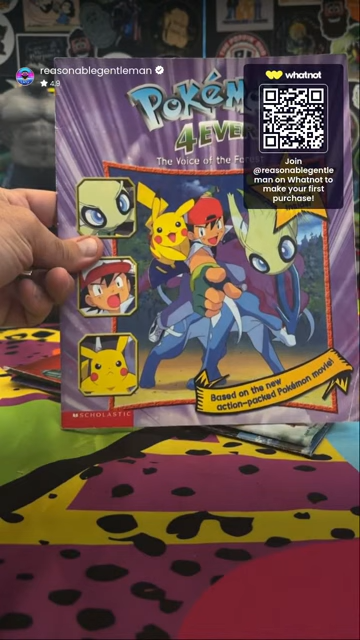 reasonablegentleman
★ 4.9
whatnot
Join
@reasonablegentle
man on Whatnot to
make your first
purchase!
POKéM
4EVER
The Voice of the Forest
Based on the new
action-packed Pokémon movie!
SCHOLASTIC